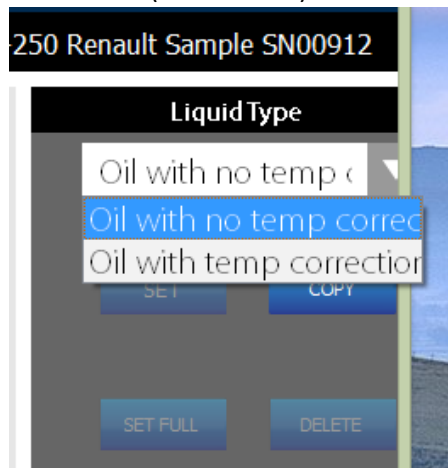 -250 Renault Sample SN00912
Liquid Type
Oil with no temp c
Oil with no temp correc
Oil with temp correction
SET COPY
SET FULL DELETE